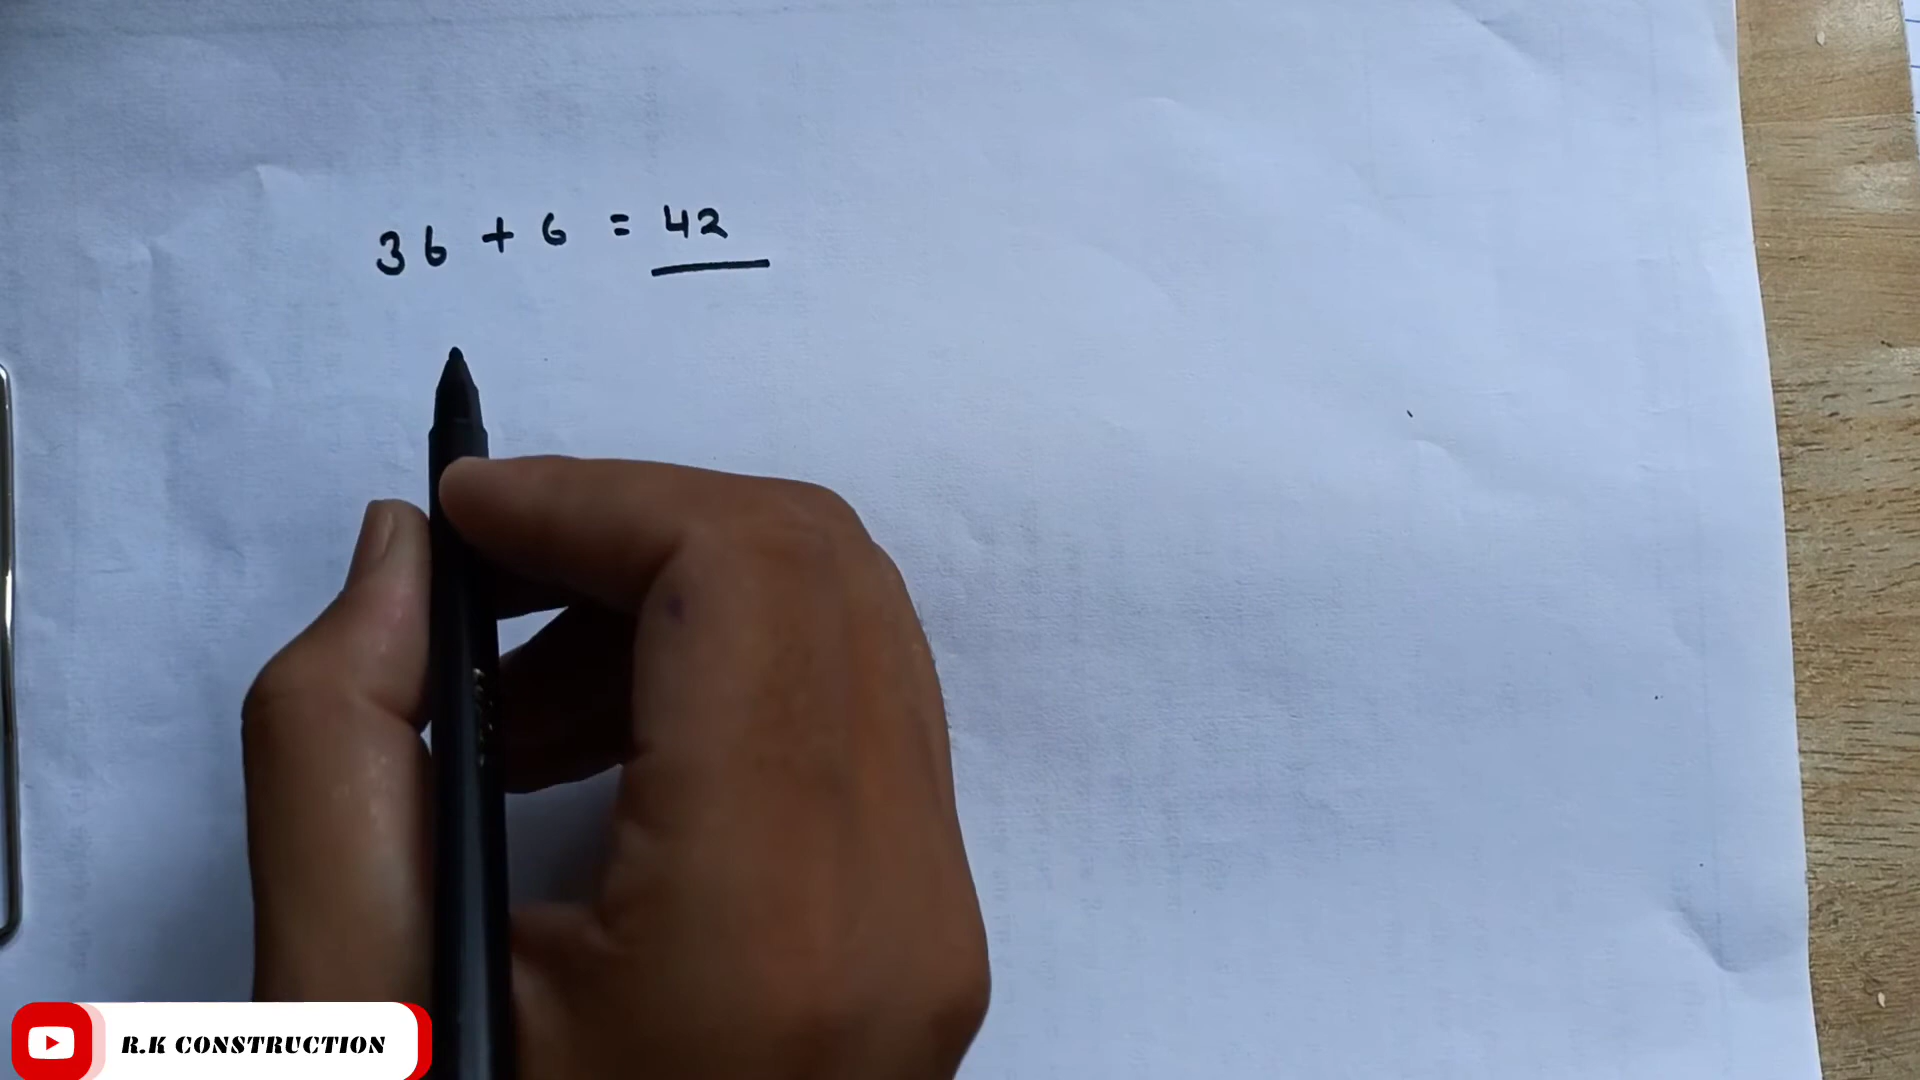 36 + 6 = 42
R.K CONSTRUCTION